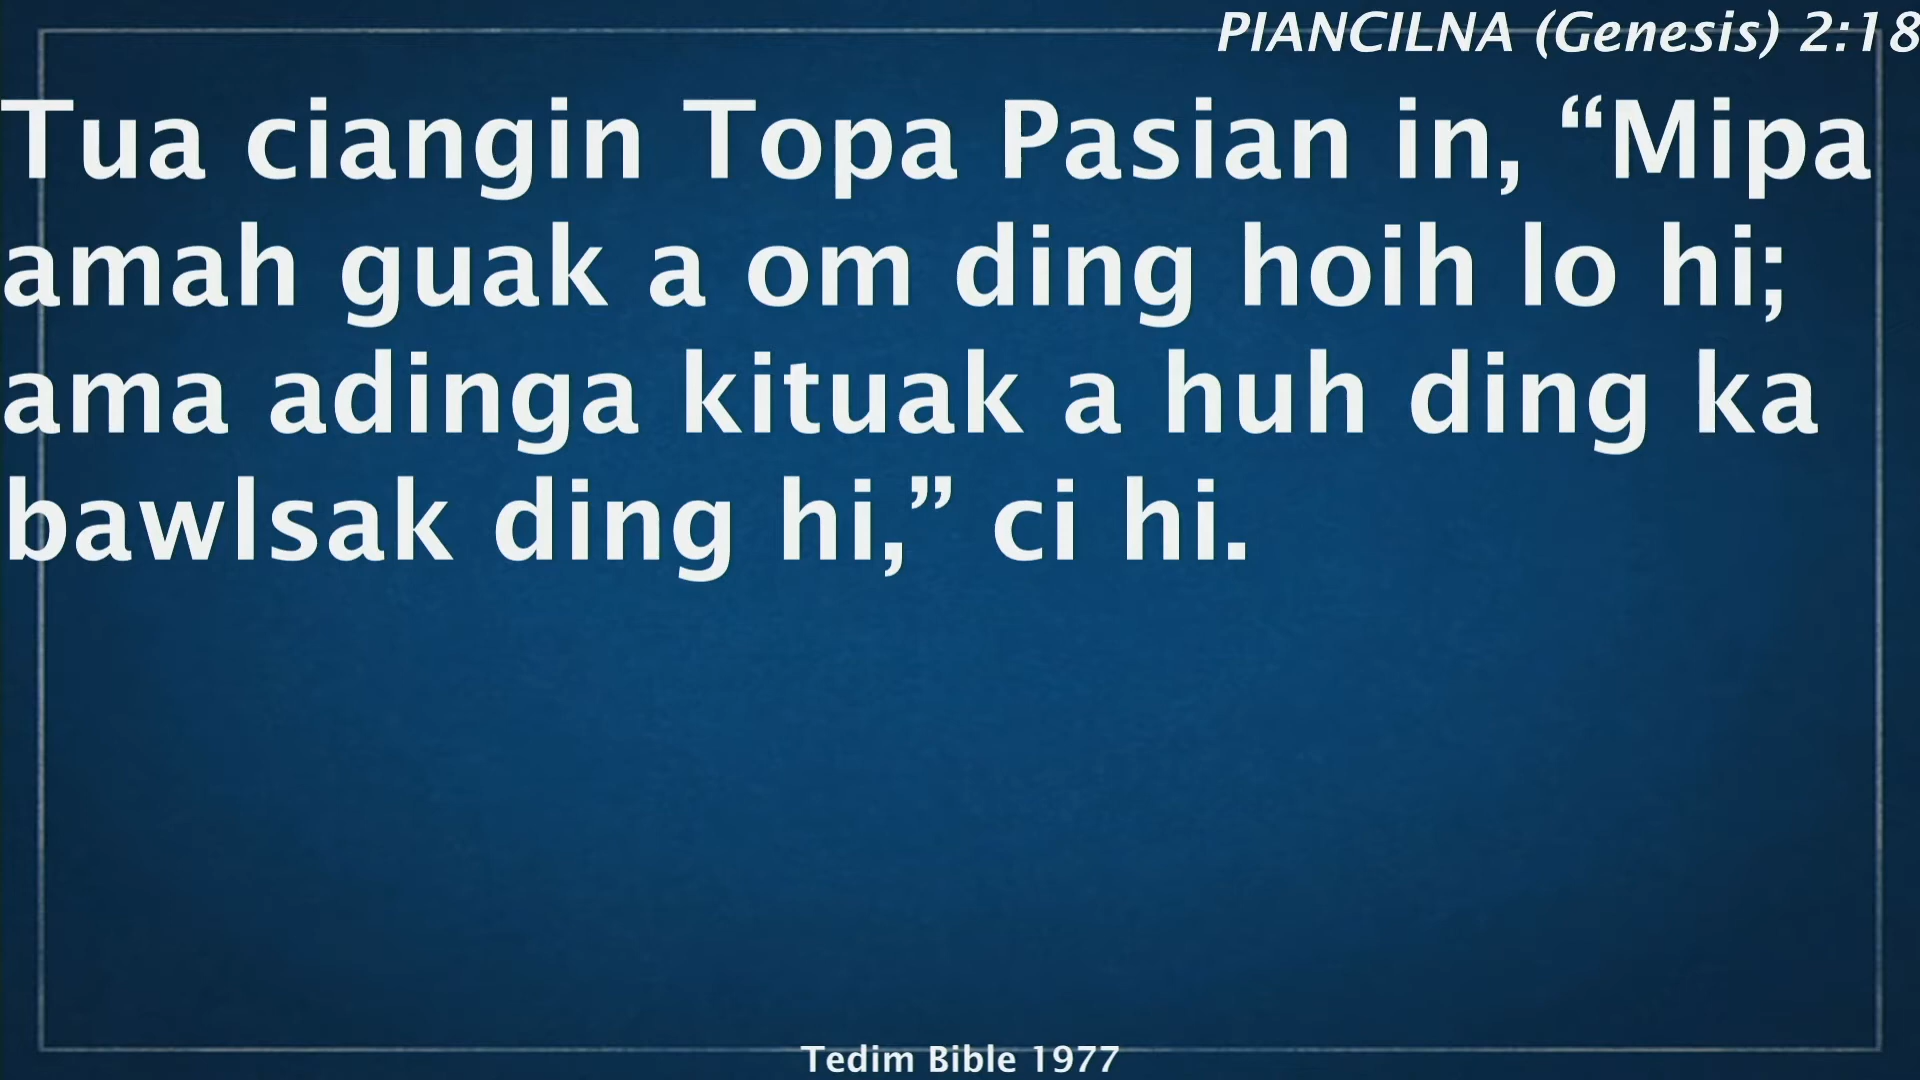 PIANCILNA (Genesis) 2:18
Tua ciangin Topa Pasian in, “Mipa
amah guak a om ding hoih lo hi;
ama adinga kituak a huh ding ka
bawlsak ding hi,” ci hi.
Tedim Bible 1977